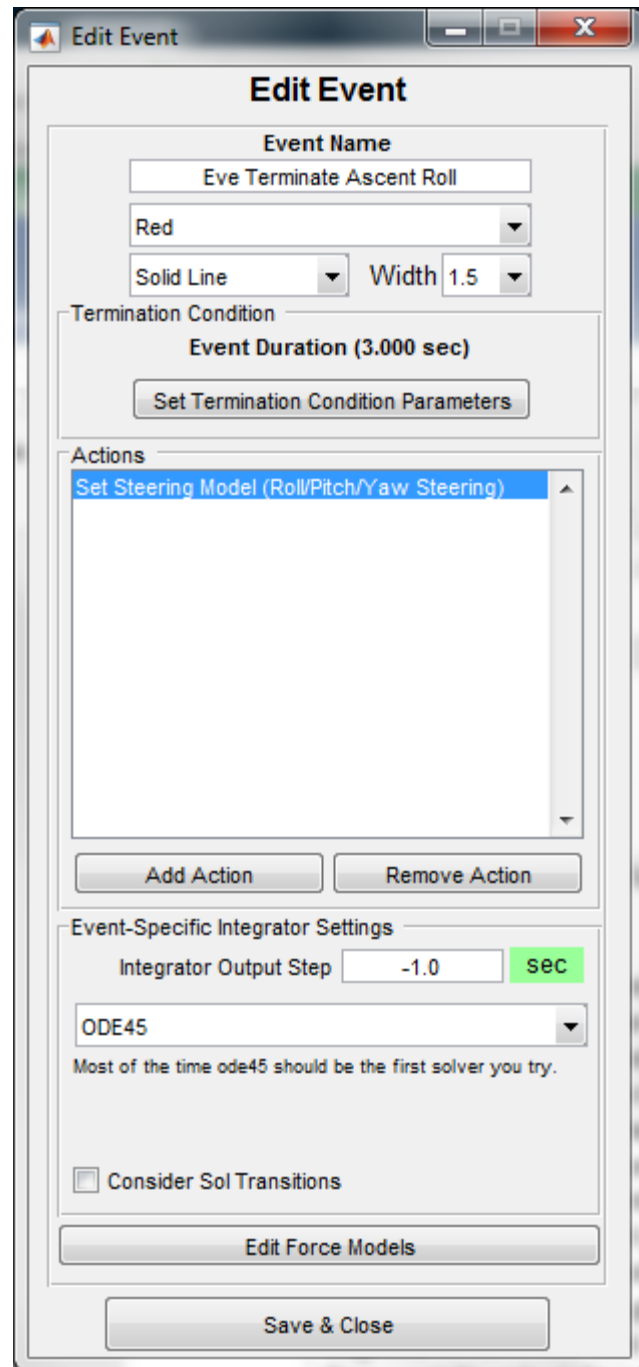 Edit Event
Edit Event
Event Name
Eve Terminate Ascent Roll
Red
Solid Line Width 1.5
Termination Condition
Event Duration (3.000 sec)
Set Termination Condition Parameters
Actions
Set Steering Model (Roll/Pitch/Yaw Steering)
Add Action Remove Action
Event-Specific Integrator Settings
Integrator Output Step -1.0 sec
ODE45
Most of the time ode45 should be the first solver you try.
Consider SoI Transitions
Edit Force Models
Save & Close